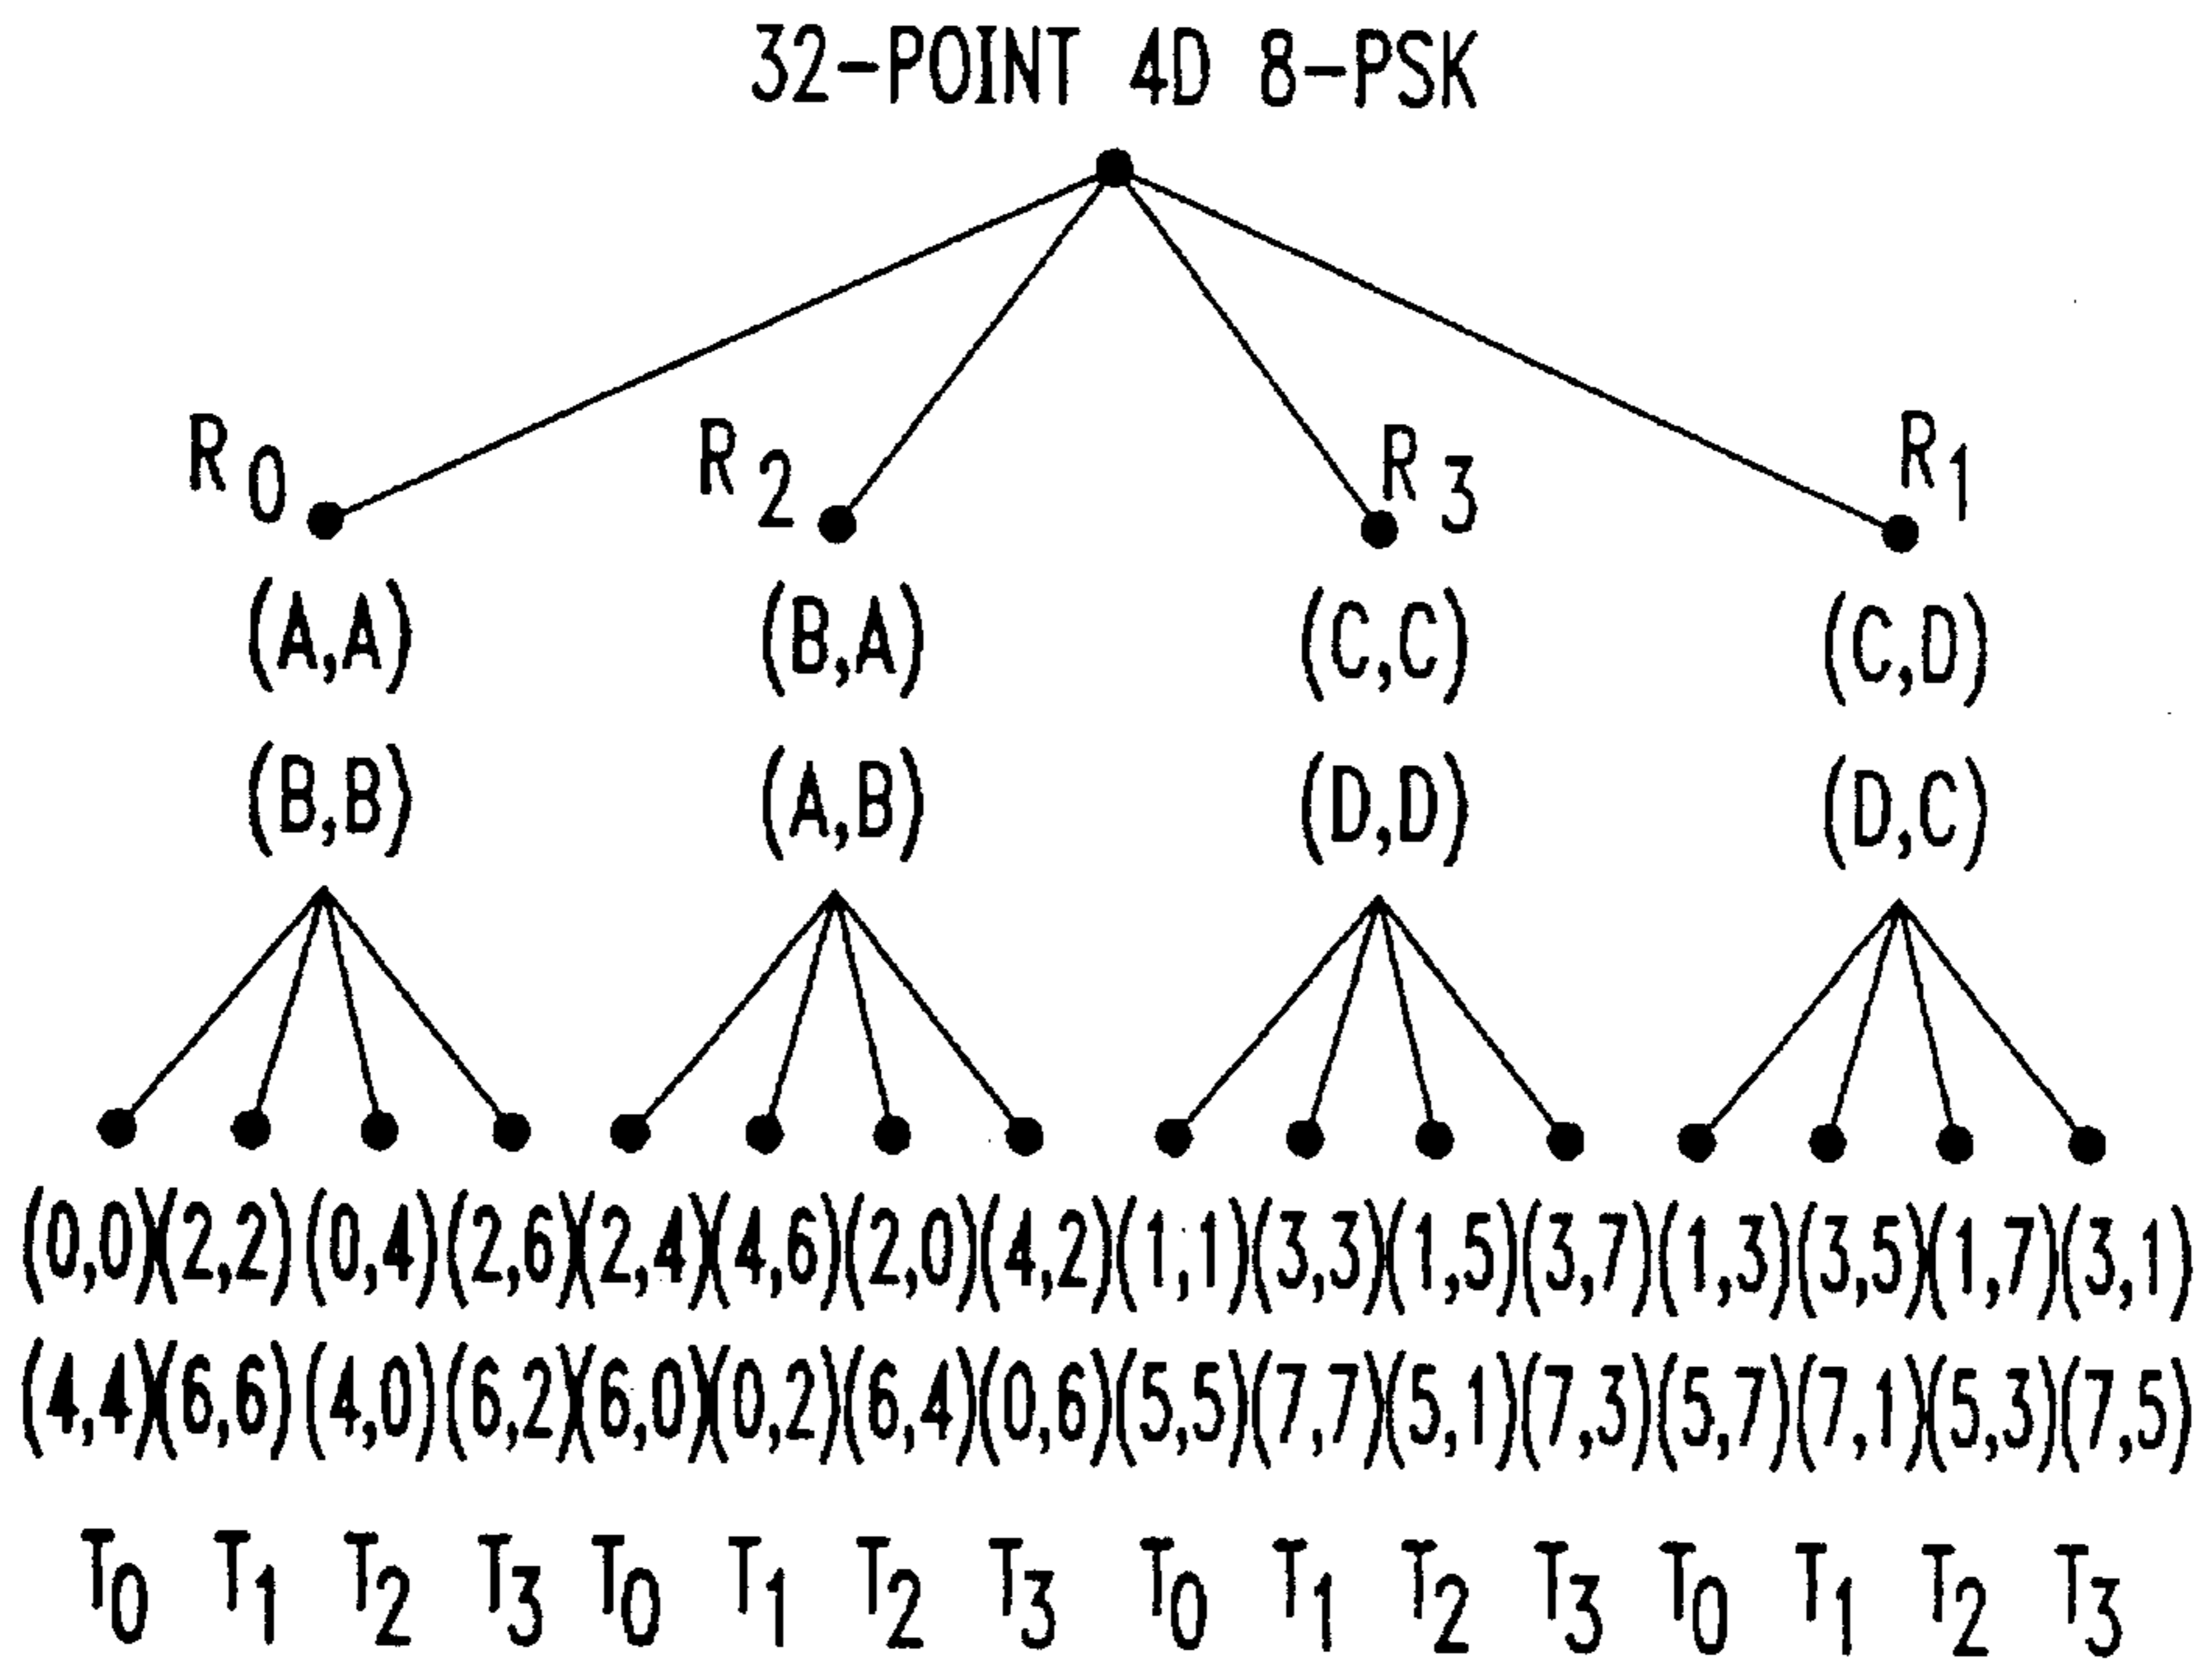 32-POINT 4D 8-PSK
R0 R2 R3 R1
(A,A) (B,A) (C,C) (C,D)
(B,B) (A,B) (D,D) (D,C)
(0,0)(2,2)(0,4)(2,6)(2,4)(4,6)(2,0)(4,2)(1,1)(3,3)(1,5)(3,7)(1,3)(3,5)(1,7)(3,1)
(4,4)(6,6)(4,0)(6,2)(6,0)(0,2)(6,4)(0,6)(5,5)(7,7)(5,1)(7,3)(5,7)(7,1)(5,3)(7,5)
T0 T1 T2 T3 T0 T1 T2 T3 T0 T1 T2 T3 T0 T1 T2 T3